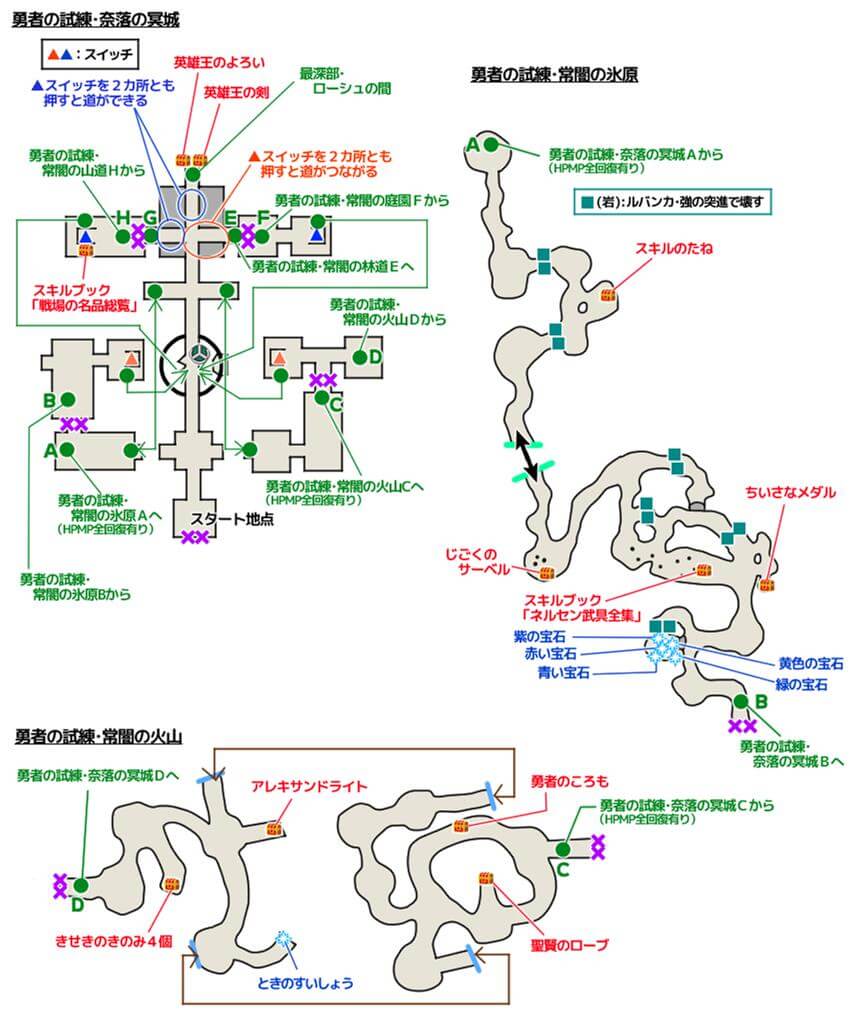 勇者の試練・奈落の冥城
▲▲：スイッチ
▲スイッチを２カ所とも
押すと道ができる
英雄王のよろい
英雄王の剣
最深部・
ローシュの間
▲スイッチを２カ所とも
押すと道がつながる
勇者の試練・
常闇の山道Hから
勇者の試練・常闇の庭園Ｆから
H
G
E
F
勇者の試練・常闇の林道Ｅへ
スキルブック
「戦場の名品総覧」
勇者の試練・
常闇の火山Ｄから
D
B
C
A
勇者の試練・
常闇の氷原Ａへ
(HPMP全回復有り)
勇者の試練・常闇の火山Cへ
(HPMP全回復有り)
スタート地点
勇者の試練・
常闇の氷原Bから
勇者の試練・常闇の氷原
A
勇者の試練・奈落の冥城Ａから
(HPMP全回復有り)
■(岩)：ルバンカ・強の突進で壊す
スキルのたね
ちいさなメダル
じごくの
サーベル
スキルブック
「ネルセン武具全集」
紫の宝石
赤い宝石
青い宝石
黄色の宝石
緑の宝石
B
勇者の試練・
奈落の冥城Ｂへ
勇者の試練・常闇の火山
勇者の試練・奈落の冥城Ｄへ
アレキサンドライト
勇者のころも
勇者の試練・奈落の冥城Ｃから
(HPMP全回復有り)
D
C
きせきのきのみ４個
ときのすいしょう
聖賢のローブ